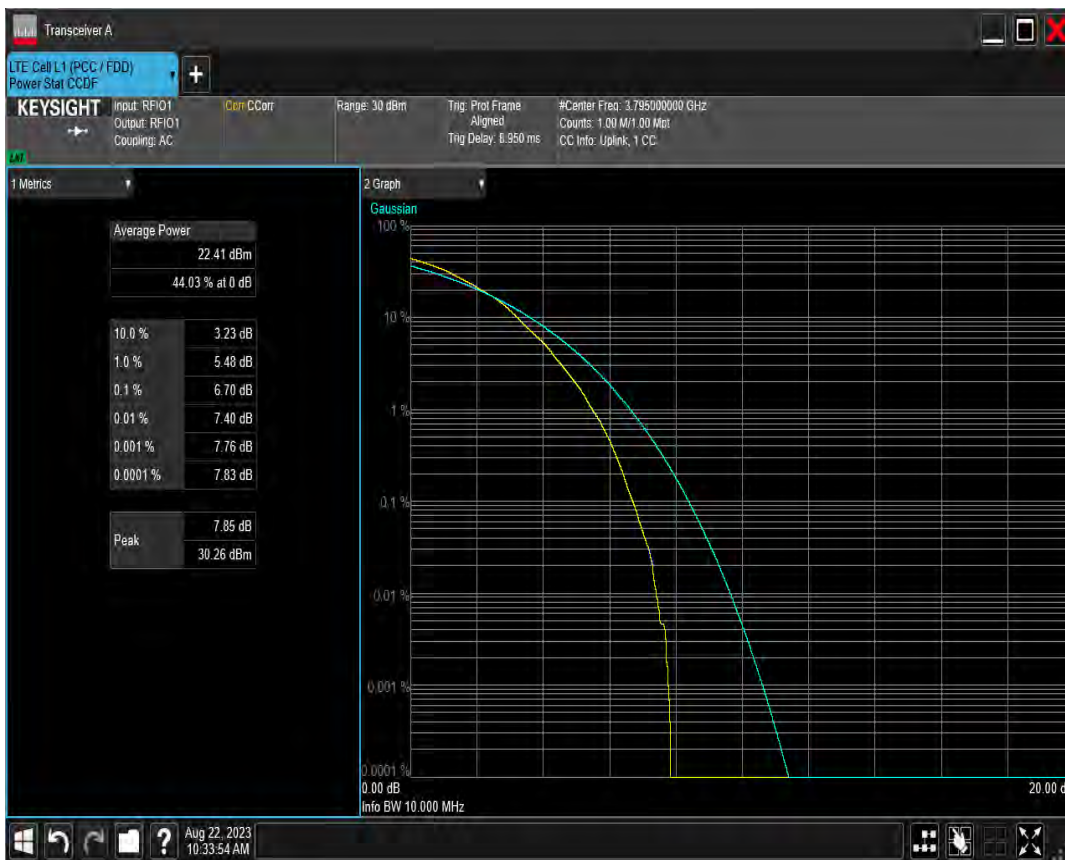 Transceiver A
LTE Cell L1 (PCC / FDD)
Power Stat CCDF
+
KEYSIGHT
LXI
Input: RFIO1
Output: RFIO1
Coupling: AC
Corr CCorr
Range: 30 dBm
Trig: Prot Frame
Aligned
Trig Delay: 8.950 ms
#Center Freq: 3.795000000 GHz
Counts: 1.00 M/1.00 Mpt
CC Info: Uplink, 1 CC
1 Metrics
Average Power
22.41 dBm
44.03 % at 0 dB
10.0 % 3.23 dB
1.0 % 5.48 dB
0.1 % 6.70 dB
0.01 % 7.40 dB
0.001 % 7.76 dB
0.0001 % 7.83 dB
Peak 7.85 dB
30.26 dBm
2 Graph
Gaussian
100 %
10 %
1 %
0.1 %
0.01 %
0.001 %
0.0001 %
0.00 dB
20.00 d
Info BW 10.000 MHz
?
Aug 22, 2023
10:33:54 AM